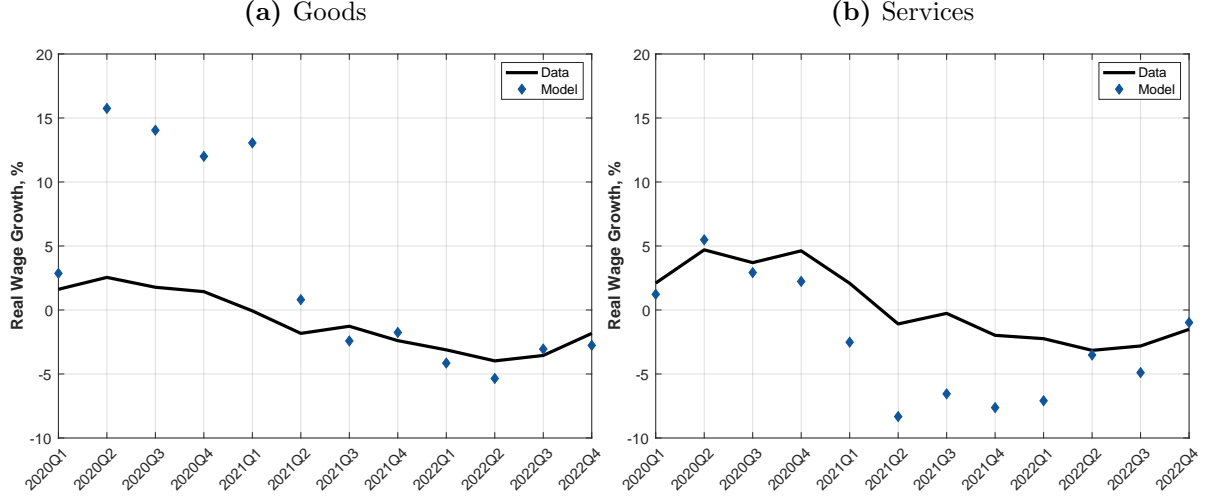 (a) Goods
20
15
10
5
0
-5
-10
Real Wage Growth, %
Data
Model
2020Q1
2020Q2
2020Q3
2020Q4
2021Q1
2021Q2
2021Q3
2021Q4
2022Q1
2022Q2
2022Q3
2022Q4
(b) Services
20
15
10
5
0
-5
-10
Real Wage Growth, %
Data
Model
2020Q1
2020Q2
2020Q3
2020Q4
2021Q1
2021Q2
2021Q3
2021Q4
2022Q1
2022Q2
2022Q3
2022Q4